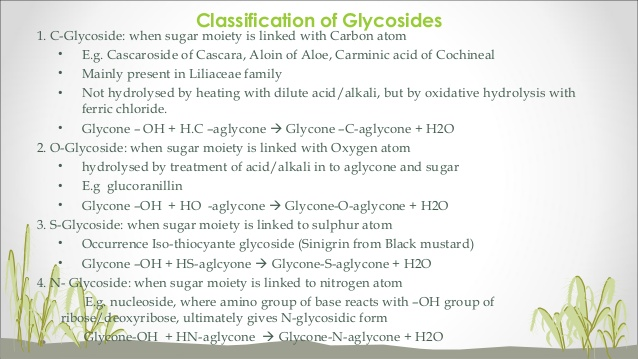 Classification of Glycosides
1. C-Glycoside: when sugar moiety is linked with Carbon atom
• E.g. Cascaroside of Cascara, Aloin of Aloe, Carminic acid of Cochineal
• Mainly present in Liliaceae family
• Not hydrolysed by heating with dilute acid/alkali, but by oxidative hydrolysis with
ferric chloride.
• Glycone – OH + H.C –aglycone → Glycone –C-aglycone + H2O
2. O-Glycoside: when sugar moiety is linked with Oxygen atom
• hydrolysed by treatment of acid/alkali in to aglycone and sugar
• E.g glucoranillin
• Glycone –OH + HO -aglycone → Glycone-O-aglycone + H2O
3. S-Glycoside: when sugar moiety is linked to sulphur atom
• Occurrence Iso-thiocyante glycoside (Sinigrin from Black mustard)
• Glycone –OH + HS-aglcyone → Glycone-S-aglycone + H2O
4. N- Glycoside: when sugar moiety is linked to nitrogen atom
• E.g. nucleoside, where amino group of base reacts with –OH group of
ribose/deoxyribose, ultimately gives N-glycosidic form
• Glycone-OH + HN-aglycone → Glycone-N-aglycone + H2O